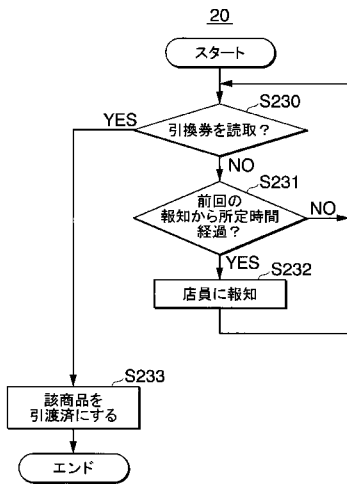 20
スタート
S230
引換券を読取？
YES
NO
S231
前回の
報知から所定時間
経過？
NO
YES
S232
店員に報知
S233
該商品を
引渡済にする
エンド